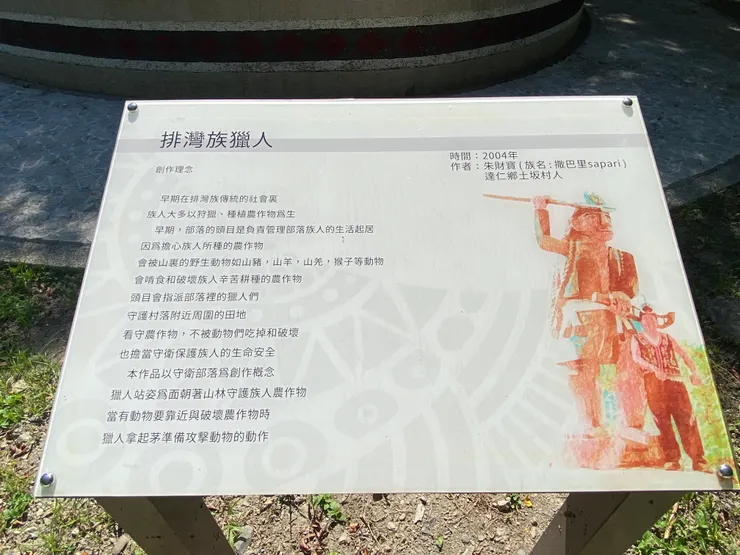 排灣族獵人
時間：2004年
作者：朱財寶 ( 族名 : 撒巴里sapari )
達仁鄉土坂村人
創作理念
早期在排灣族傳統的社會裏
族人大多以狩獵、種植農作物為生
早期，部落的頭目是負責管理部落族人的生活起居
因為擔心族人所種的農作物
會被山裏的野生動物如山豬，山羊，山羌，猴子等動物
會啃食和破壞族人辛苦耕種的農作物
頭目會指派部落裡的獵人們
守護村落附近周圍的田地
看守農作物，不被動物們吃掉和破壞
也擔當守衛保護族人的生命安全
本作品以守衛部落為創作概念
獵人站姿為面朝著山林守護族人農作物
當有動物要靠近與破壞農作物時
獵人拿起茅準備攻擊動物的動作